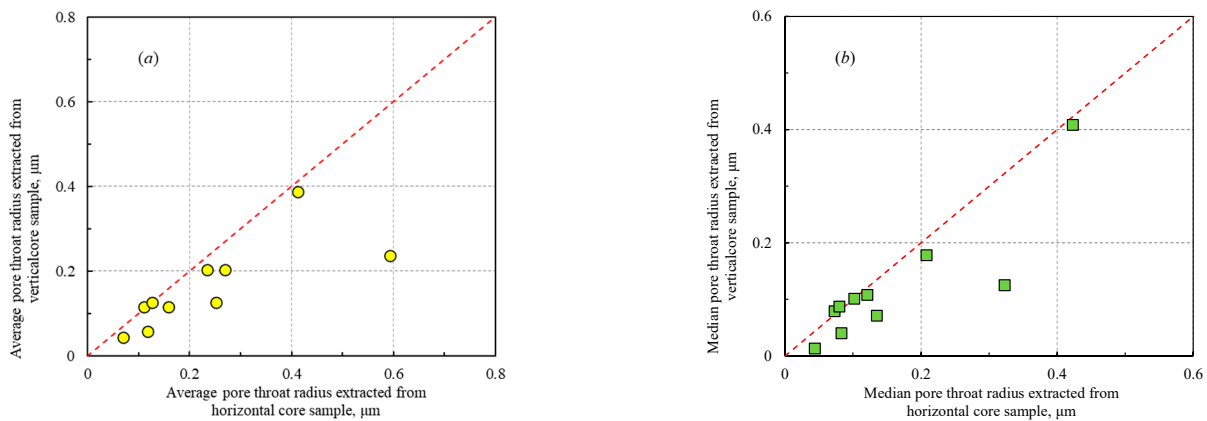 (a)
Average pore throat radius extracted from
verticalcore sample, μm
0.8
0.6
0.4
0.2
0
0 0.2 0.4 0.6 0.8
Average pore throat radius extracted from
horizontal core sample, μm
(b)
Median pore throat radius extracted from
verticalcore sample, μm
0.6
0.4
0.2
0
0 0.2 0.4 0.6
Median pore throat radius extracted from
horizontal core sample, μm